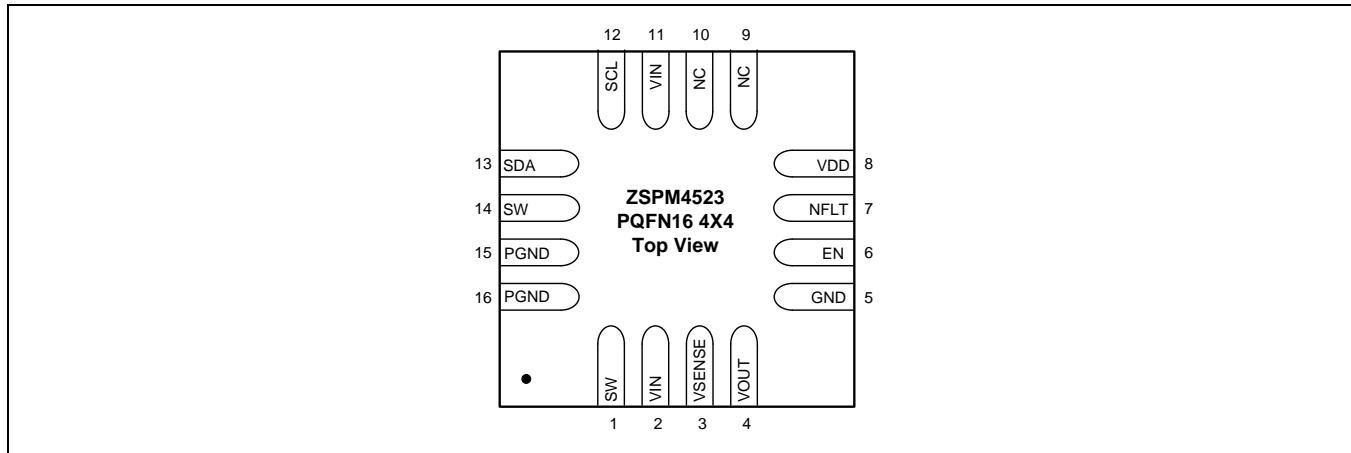 12 11 10 9
SCL VIN NC NC
13 SDA VDD 8
ZSPM4523
14 SW NFLT 7
PQFN16 4X4
Top View
15 PGND EN 6
16 PGND GND 5
SW VIN VSENSE VOUT
1 2 3 4